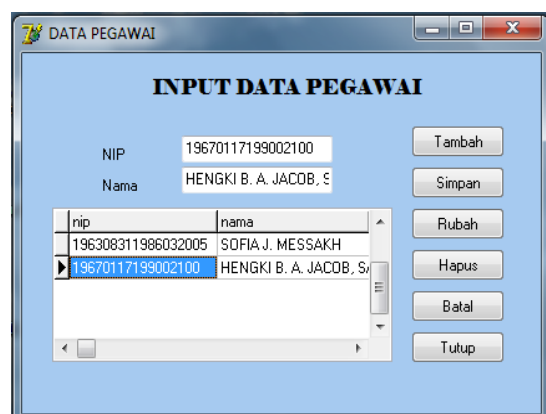 DATA PEGAWAI
INPUT DATA PEGAWAI
NIP 19670117199002100
Nama HENGKI B. A. JACOB, S
Tambah
Simpan
Rubah
Hapus
Batal
Tutup
nip nama
196308311986032005 SOFIA J. MESSAKH
19670117199002100 HENGKI B. A. JACOB, SA